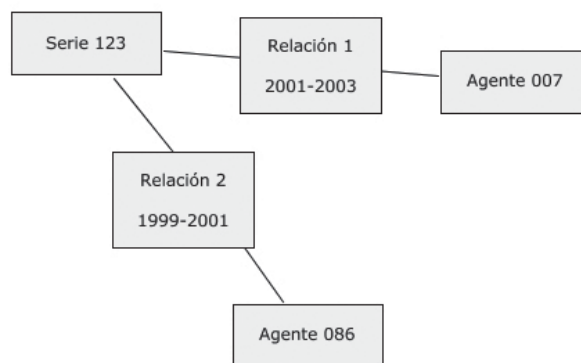 Serie 123
Relación 1
2001-2003
Agente 007
Relación 2
1999-2001
Agente 086